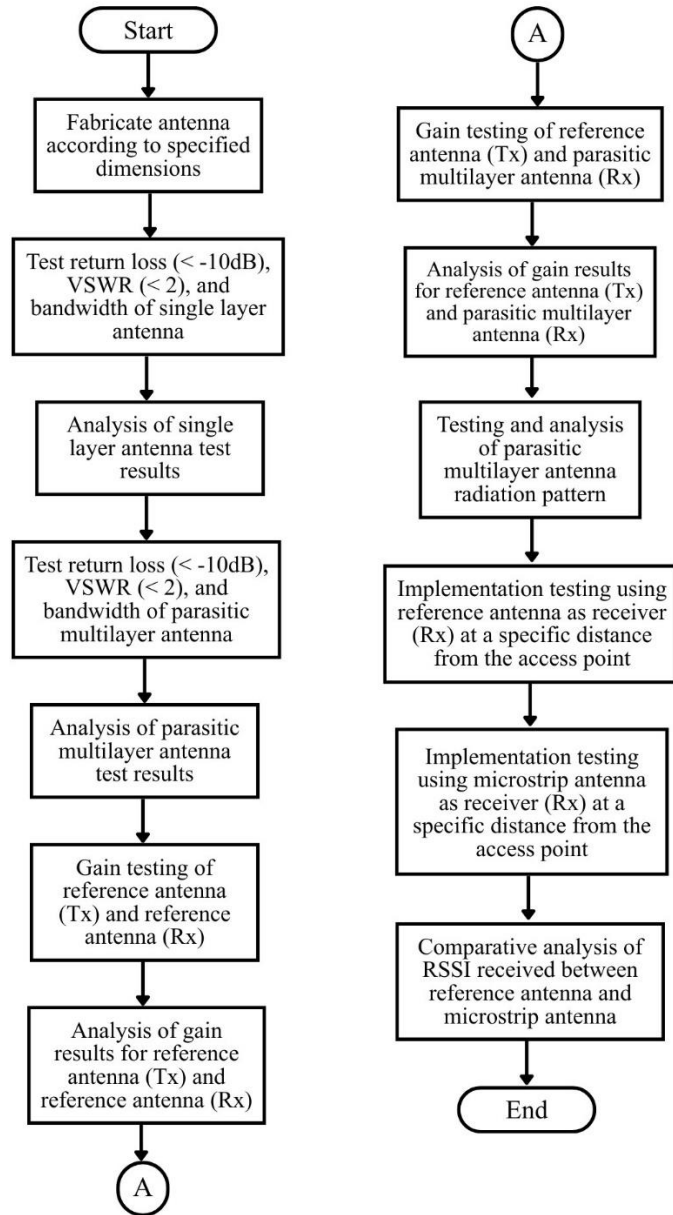 Start
Fabricate antenna
according to specified
dimensions
Test return loss (< -10dB),
VSWR (< 2), and
bandwidth of single layer
antenna
Analysis of single
layer antenna test
results
Test return loss (< -10dB),
VSWR (< 2), and
bandwidth of parasitic
multilayer antenna
Analysis of parasitic
multilayer antenna
test results
Gain testing of
reference antenna
(Tx) and reference
antenna (Rx)
Analysis of gain
results for reference
antenna (Tx) and
reference antenna (Rx)
A
A
Gain testing of reference
antenna (Tx) and parasitic
multilayer antenna (Rx)
Analysis of gain results
for reference antenna (Tx)
and parasitic multilayer
antenna (Rx)
Testing and analysis
of parasitic
multilayer antenna
radiation pattern
Implementation testing using
reference antenna as receiver
(Rx) at a specific distance
from the access point
Implementation testing
using microstrip antenna
as receiver (Rx) at a
specific distance from the
access point
Comparative analysis of
RSSI received between
reference antenna and
microstrip antenna
End